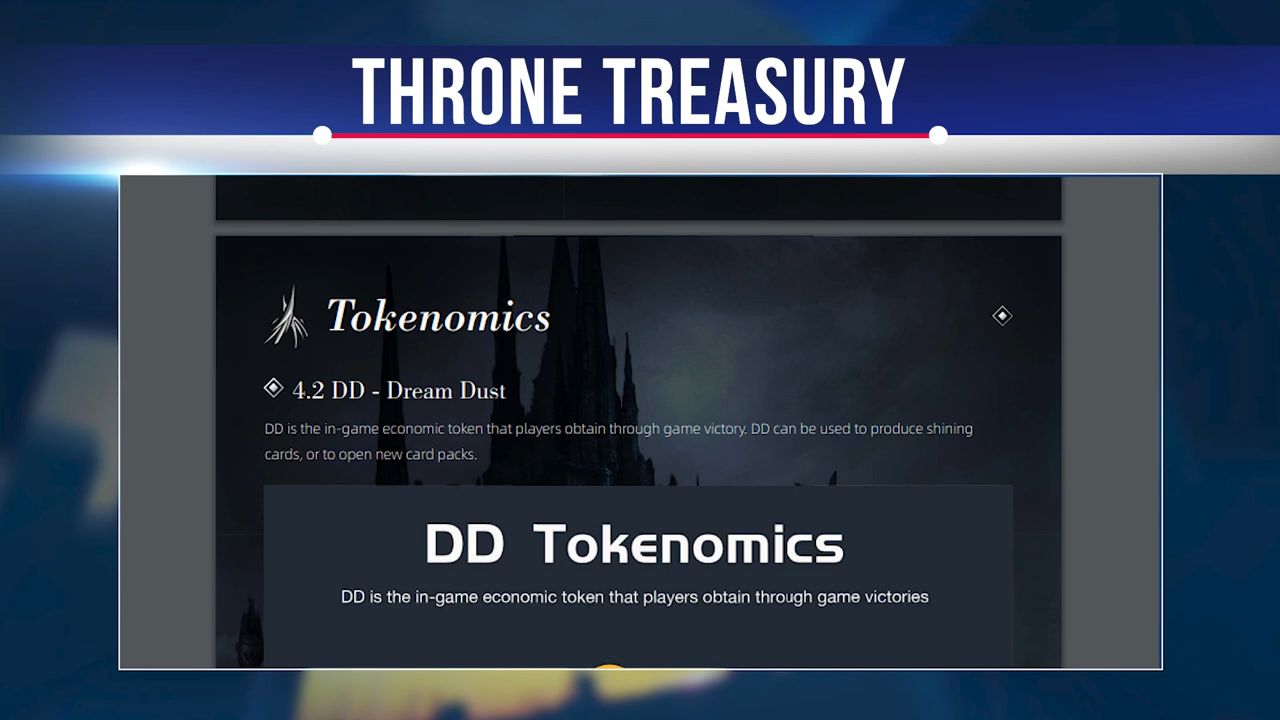 THRONE TREASURY
Tokenomics
4.2 DD - Dream Dust
DD is the in-game economic token that players obtain through game victory. DD can be used to produce shining
cards, or to open new card packs.
DD Tokenomics
DD is the in-game economic token that players obtain through game victories